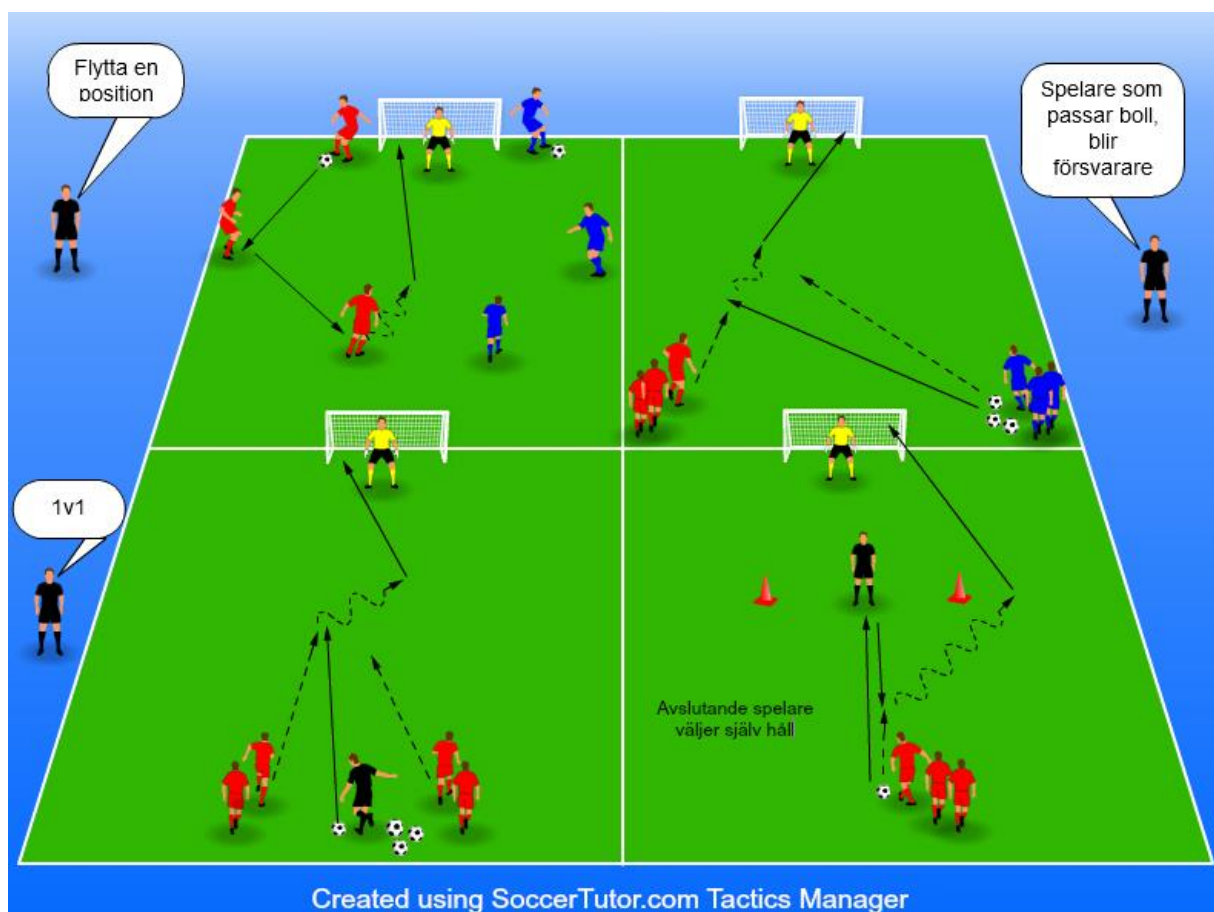 Flytta en
position
Spelare som
passar boll,
blir
försvarare
1v1
Avslutande spelare
väljer själv håll
Created using SoccerTutor.com Tactics Manager